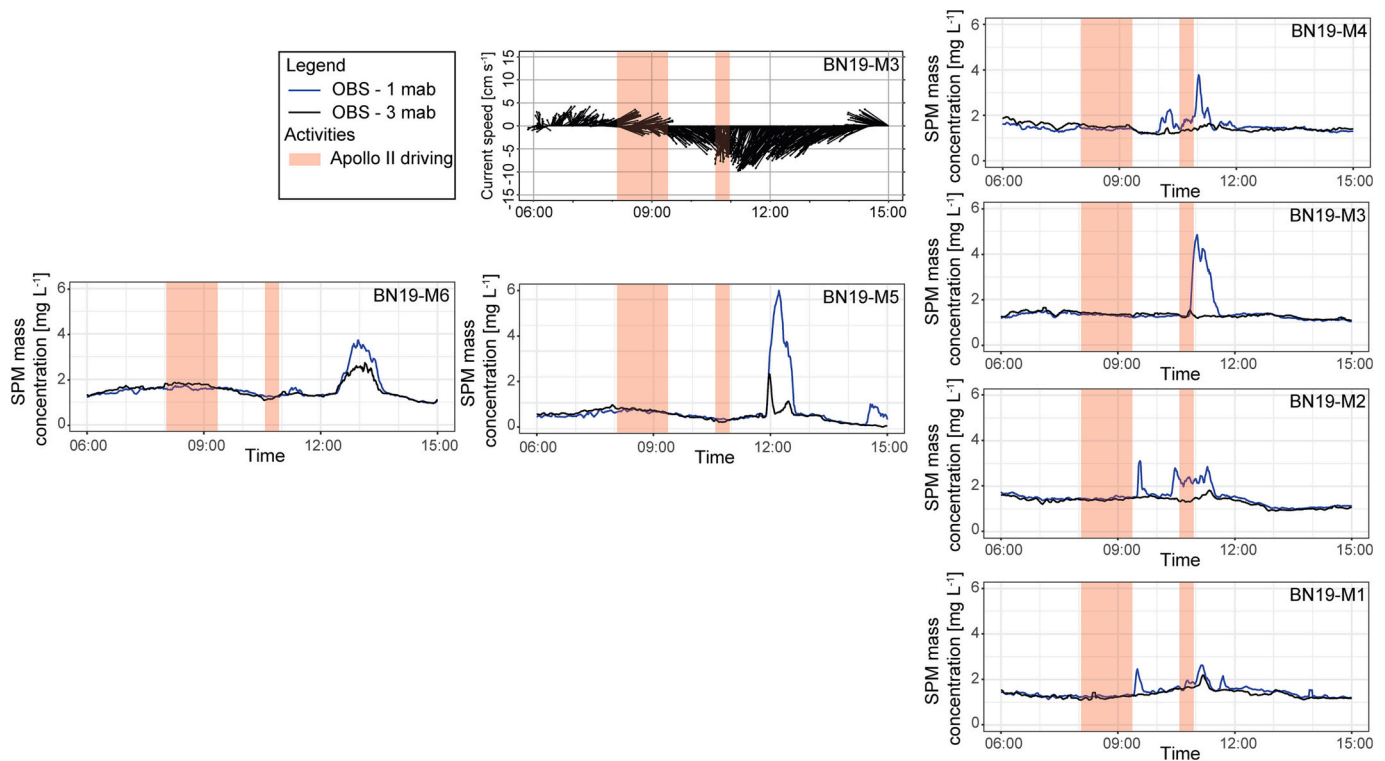 Legend
OBS - 1 mab
OBS - 3 mab
Activities
Apollo II driving
BN19-M3
Current speed [cm s⁻¹]
15
10
5
0
-5
-10
-15
06:00 09:00 12:00 15:00
BN19-M4
SPM mass
concentration [mg L⁻¹]
6
4
2
0
06:00 09:00 12:00 15:00
Time
BN19-M3
SPM mass
concentration [mg L⁻¹]
6
4
2
0
06:00 09:00 12:00 15:00
Time
BN19-M6
SPM mass
concentration [mg L⁻¹]
6
4
2
0
06:00 09:00 12:00 15:00
Time
BN19-M5
SPM mass
concentration [mg L⁻¹]
6
4
2
0
06:00 09:00 12:00 15:00
Time
BN19-M2
SPM mass
concentration [mg L⁻¹]
6
4
2
0
06:00 09:00 12:00 15:00
Time
BN19-M1
SPM mass
concentration [mg L⁻¹]
6
4
2
0
06:00 09:00 12:00 15:00
Time